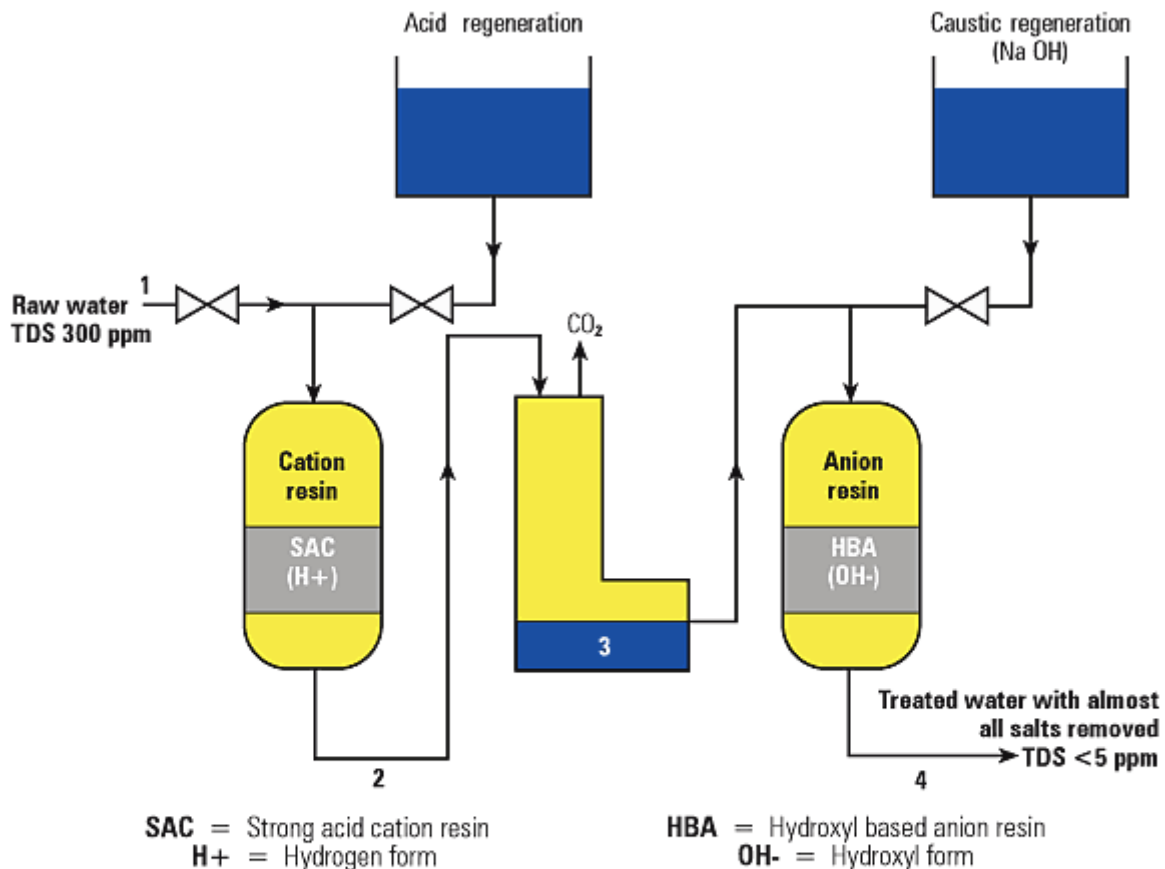 Acid regeneration
Caustic regeneration
(Na OH)
1
Raw water
TDS 300 ppm
CO₂
Cation
resin
SAC
(H+)
3
Anion
resin
HBA
(OH-)
Treated water with almost
all salts removed
TDS <5 ppm
2
4
SAC = Strong acid cation resin
H+ = Hydrogen form
HBA = Hydroxyl based anion resin
OH- = Hydroxyl form